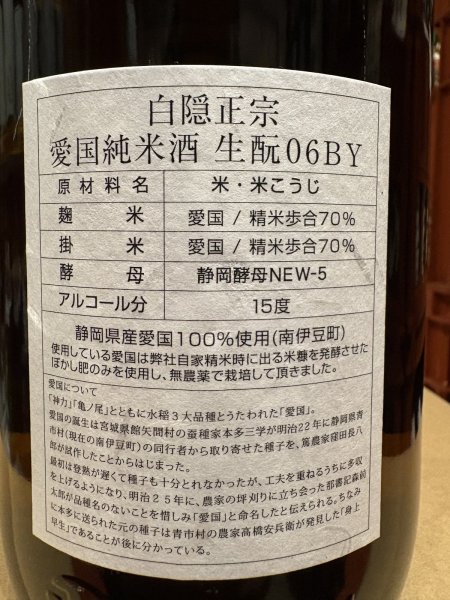 白隠正宗
愛国純米酒 生酛06BY
原材料名 米・米こうじ
麹米 愛国 / 精米歩合70%
掛米 愛国 / 精米歩合70%
酵母 静岡酵母NEW-5
アルコール分 15度
静岡県産愛国100%使用(南伊豆町)
使用している愛国は弊社自家精米時に出る米糠を発酵させた
ぼかし肥のみを使用し、無農薬で栽培して頂きました。
愛国について
「神力」「亀ノ尾」とともに水稲3大品種とうたわれた「愛国」。
愛国の誕生は宮城県館矢間村の蚕種家本多三学が明治22年に静岡県青
市村(現在の南伊豆町)の同行者から取り寄せた種子を、篤農家窪田長八
郎が試作したことからはじまった。
最初は登熟が遅くて種子も十分とれなかったが、工夫を重ねるうちに多収
を上げるようになり、明治25年に、農家の坪刈に立ち会った郡書記森前
太郎が品種名のないことを惜しみ「愛国」と命名したと伝えられる。ちなみ
に本多に送られた元の種子は青市村の農家高橋安兵衛が発見した「身上
早生」であることが後に分かっている。